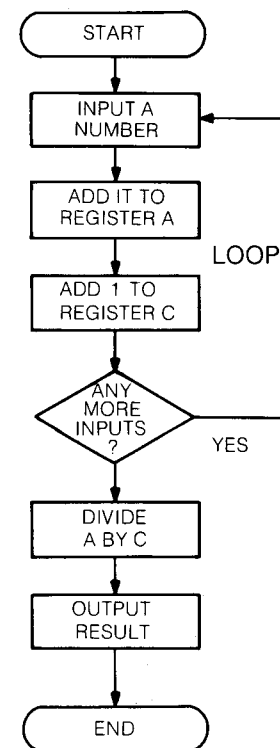 START
INPUT A
NUMBER
ADD IT TO
REGISTER A
LOOP
ADD 1 TO
REGISTER C
ANY
MORE
INPUTS
?
YES
DIVIDE
A BY C
OUTPUT
RESULT
END